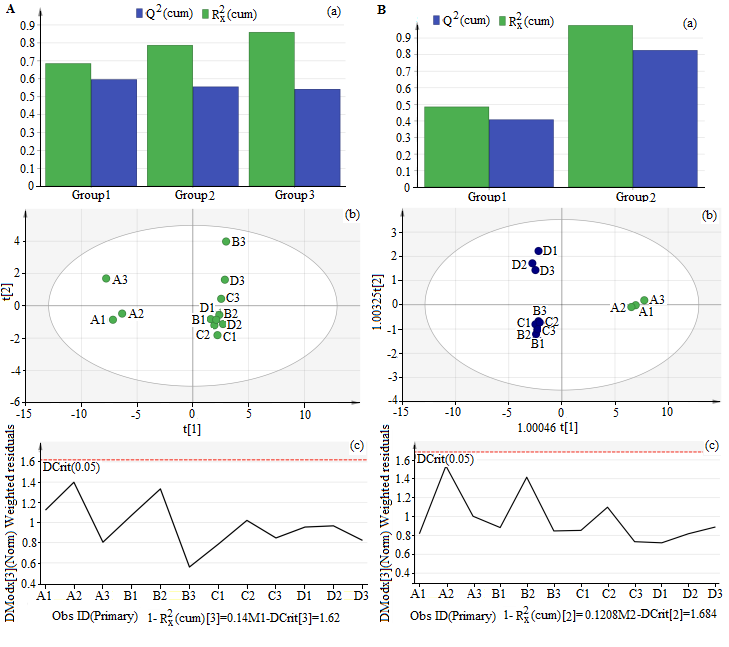 A
Q²(cum) R²x(cum) (a)
0.9
0.8
0.7
0.6
0.5
0.4
0.3
0.2
0.1
0
Group1 Group2 Group3
(b)
t[2]
4
2
0
-2
-4
-6
B3
A3
D3
C3
D1
A2
A1
B1
B2
D2
C2
C1
-15 -10 -5 0 5 10
t[1]
(c)
DModx[3](Norm) Weighted residuals
DCrit(0.05)
1.6
1.4
1.2
1
0.8
0.6
0.4
A1 A2 A3 B1 B2 B3 C1 C2 C3 D1 D2 D3
Obs ID(Primary) 1- R²x(cum)[3]=0.14M1-DCrit[3]=1.62
B
Q²(cum) R²x(cum) (a)
0.9
0.8
0.7
0.6
0.5
0.4
0.3
0.2
0.1
0
Group1 Group2
(b)
1.00325t[2]
3
2
1
0
-1
-2
-3
-4
D1
D2
D3
A3
A2
A1
B3
C1
C2
C3
B2
B1
-15 -10 -5 0 5 10
1.00046 t[1]
(c)
DModx[3](Norm) Weighted residuals
DCrit(0.05)
1.6
1.4
1.2
1
0.8
0.6
0.4
A1 A2 A3 B1 B2 B3 C1 C2 C3 D1 D2 D3
Obs ID(Primary) 1- R²x(cum)[2]=0.1208M2-DCrit[2]=1.684